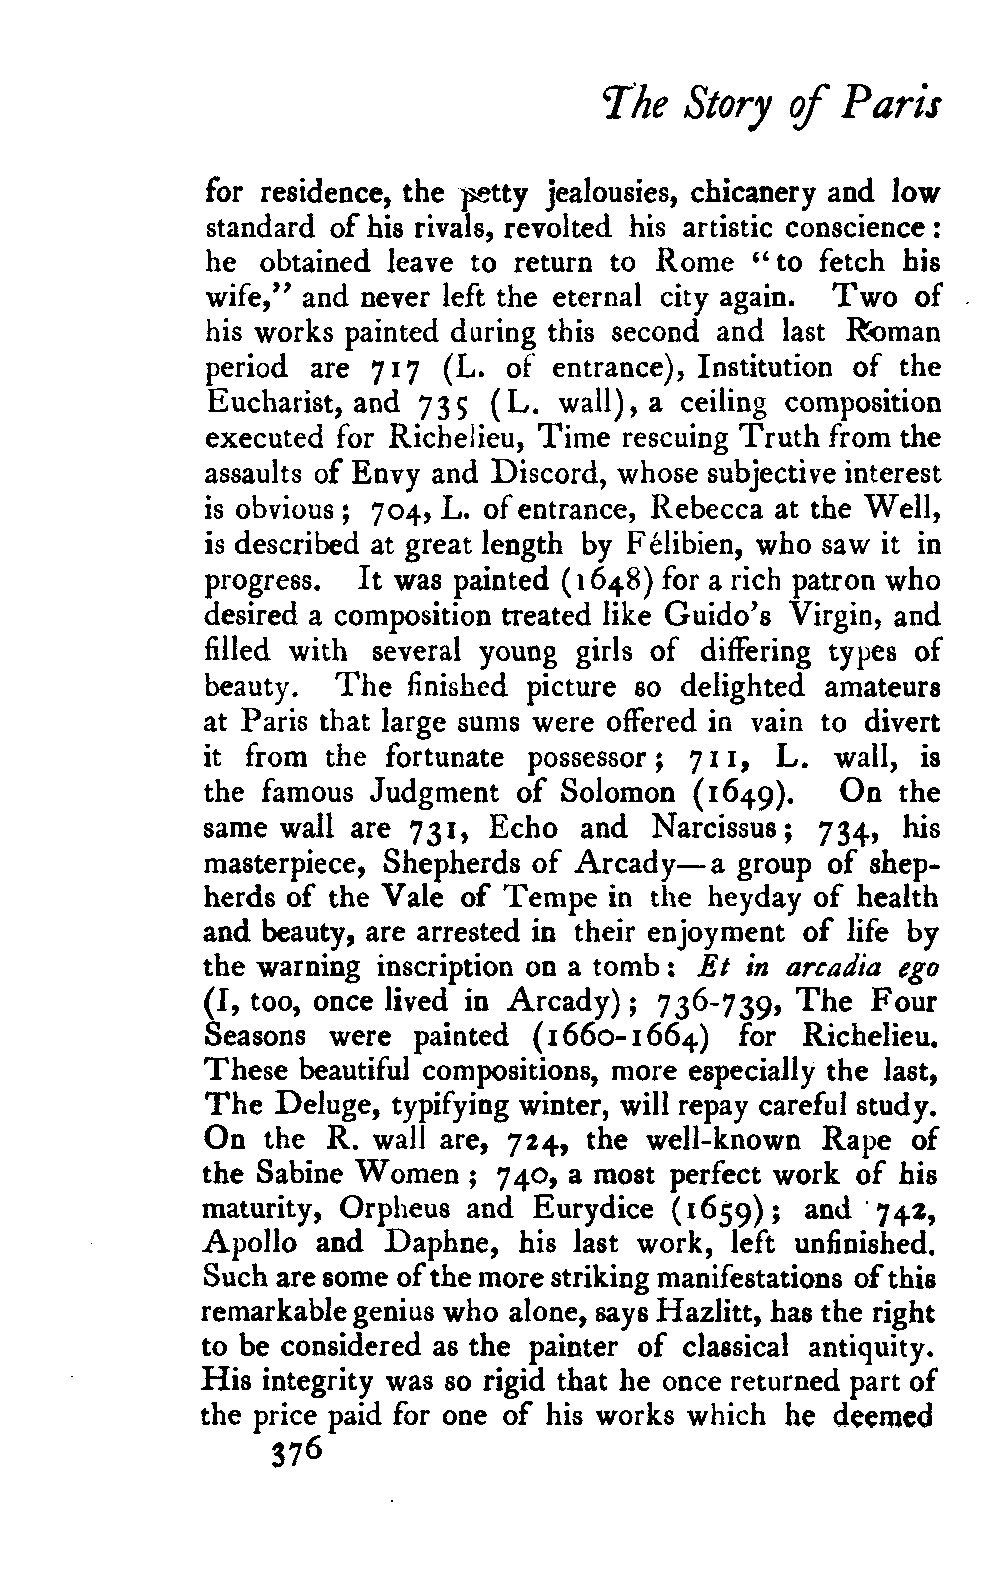 The Story of Paris
for residence, the petty jealousies, chicanery and low
standard of his rivals, revolted his artistic conscience :
he obtained leave to return to Rome “to fetch his
wife,” and never left the eternal city again. Two of
his works painted during this second and last Roman
period are 717 (L. of entrance), Institution of the
Eucharist, and 735 (L. wall), a ceiling composition
executed for Richelieu, Time rescuing Truth from the
assaults of Envy and Discord, whose subjective interest
is obvious ; 704, L. of entrance, Rebecca at the Well,
is described at great length by Félibien, who saw it in
progress. It was painted (1648) for a rich patron who
desired a composition treated like Guido's Virgin, and
filled with several young girls of differing types of
beauty. The finished picture so delighted amateurs
at Paris that large sums were offered in vain to divert
it from the fortunate possessor ; 711, L. wall, is
the famous Judgment of Solomon (1649). On the
same wall are 731, Echo and Narcissus ; 734, his
masterpiece, Shepherds of Arcady—a group of shep-
herds of the Vale of Tempe in the heyday of health
and beauty, are arrested in their enjoyment of life by
the warning inscription on a tomb : Et in arcadia ego
(I, too, once lived in Arcady) ; 736-739, The Four
Seasons were painted (1660-1664) for Richelieu.
These beautiful compositions, more especially the last,
The Deluge, typifying winter, will repay careful study.
On the R. wall are, 724, the well-known Rape of
the Sabine Women ; 740, a most perfect work of his
maturity, Orpheus and Eurydice (1659) ; and 742,
Apollo and Daphne, his last work, left unfinished.
Such are some of the more striking manifestations of this
remarkable genius who alone, says Hazlitt, has the right
to be considered as the painter of classical antiquity.
His integrity was so rigid that he once returned part of
the price paid for one of his works which he deemed
376